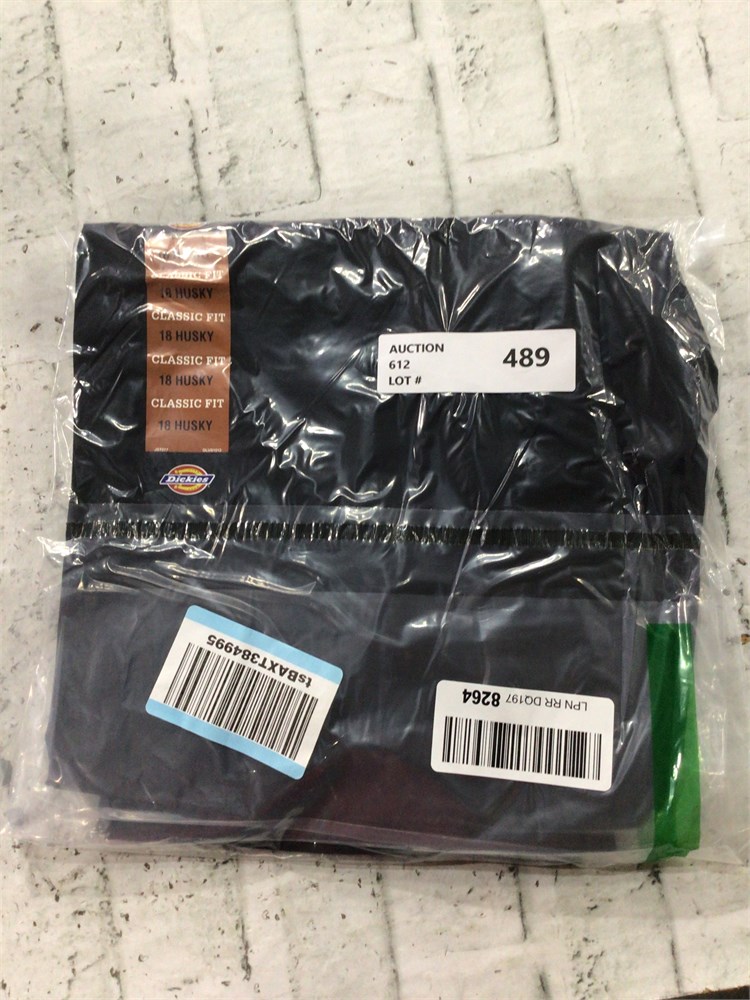 CLASSIC FIT
18 HUSKY
CLASSIC FIT
18 HUSKY
CLASSIC FIT
18 HUSKY
CLASSIC FIT
18 HUSKY
Dickies
AUCTION
612
LOT #
489
tsBAXT384995
LPN RR DQ197 8264